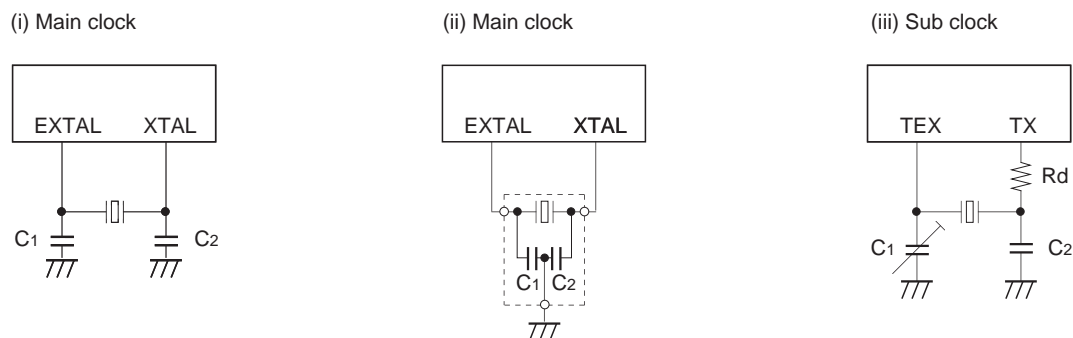 (i) Main clock
EXTAL XTAL
C1 C2
(ii) Main clock
EXTAL XTAL
C1 C2
(iii) Sub clock
TEX TX
Rd
C1 C2